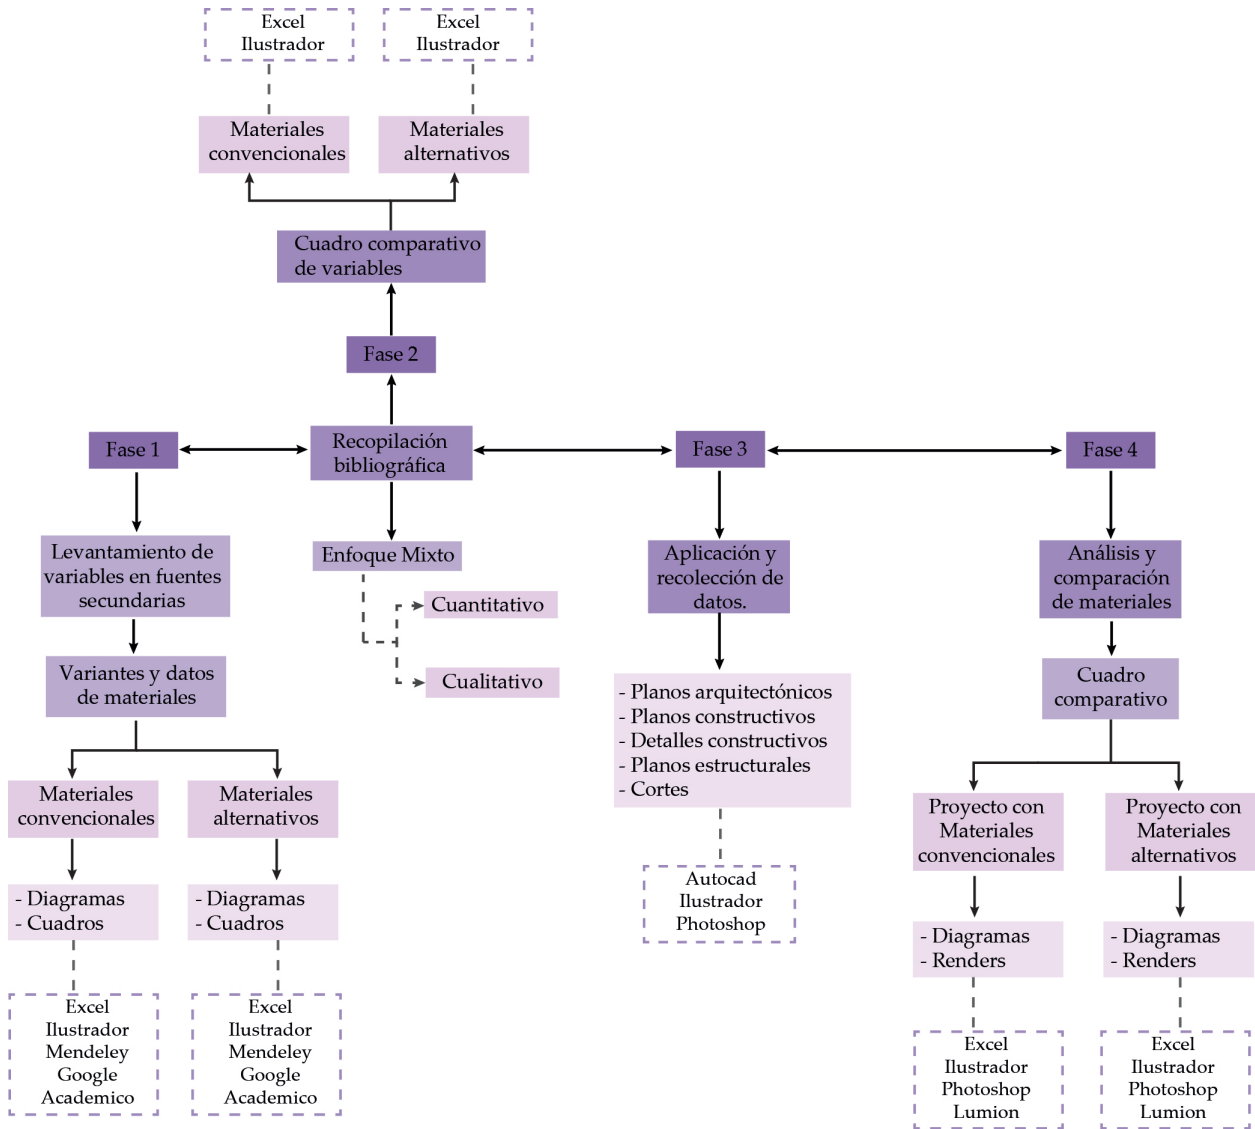 Excel
Ilustrador
Excel
Ilustrador
Materiales
convencionales
Materiales
alternativos
Cuadro comparativo
de variables
Fase 2
Fase 1
Recopilación
bibliográfica
Fase 3
Fase 4
Levantamiento de
variables en fuentes
secundarias
Enfoque Mixto
Cuantitativo
Cualitativo
Aplicación y
recolección de
datos.
Análisis y
comparación
de materiales
Variantes y datos
de materiales
- Planos arquitectónicos
- Planos constructivos
- Detalles constructivos
- Planos estructurales
- Cortes
Cuadro
comparativo
Materiales
convencionales
Materiales
alternativos
Proyecto con
Materiales
convencionales
Proyecto con
Materiales
alternativos
- Diagramas
- Cuadros
- Diagramas
- Cuadros
Autocad
Ilustrador
Photoshop
- Diagramas
- Renders
- Diagramas
- Renders
Excel
Ilustrador
Mendeley
Google
Academico
Excel
Ilustrador
Mendeley
Google
Academico
Excel
Ilustrador
Photoshop
Lumion
Excel
Ilustrador
Photoshop
Lumion